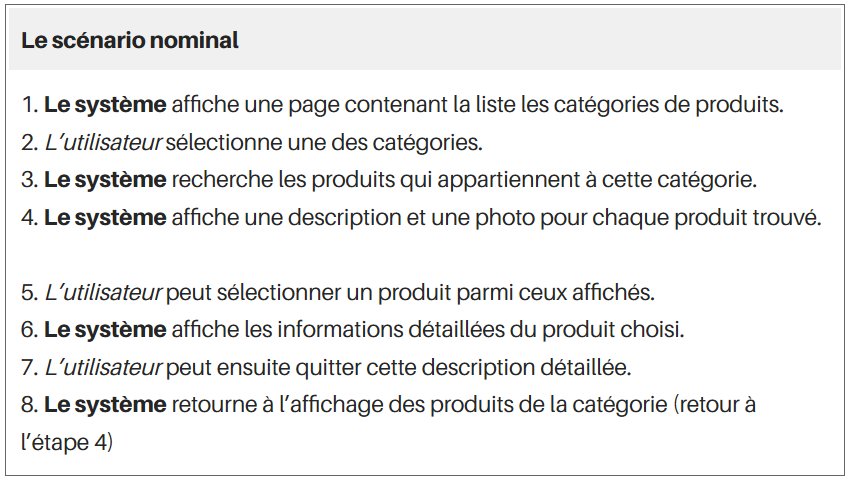 Le scénario nominal
1. Le système affiche une page contenant la liste les catégories de produits.
2. L’utilisateur sélectionne une des catégories.
3. Le système recherche les produits qui appartiennent à cette catégorie.
4. Le système affiche une description et une photo pour chaque produit trouvé.
5. L’utilisateur peut sélectionner un produit parmi ceux affichés.
6. Le système affiche les informations détaillées du produit choisi.
7. L’utilisateur peut ensuite quitter cette description détaillée.
8. Le système retourne à l’affichage des produits de la catégorie (retour à
l’étape 4)